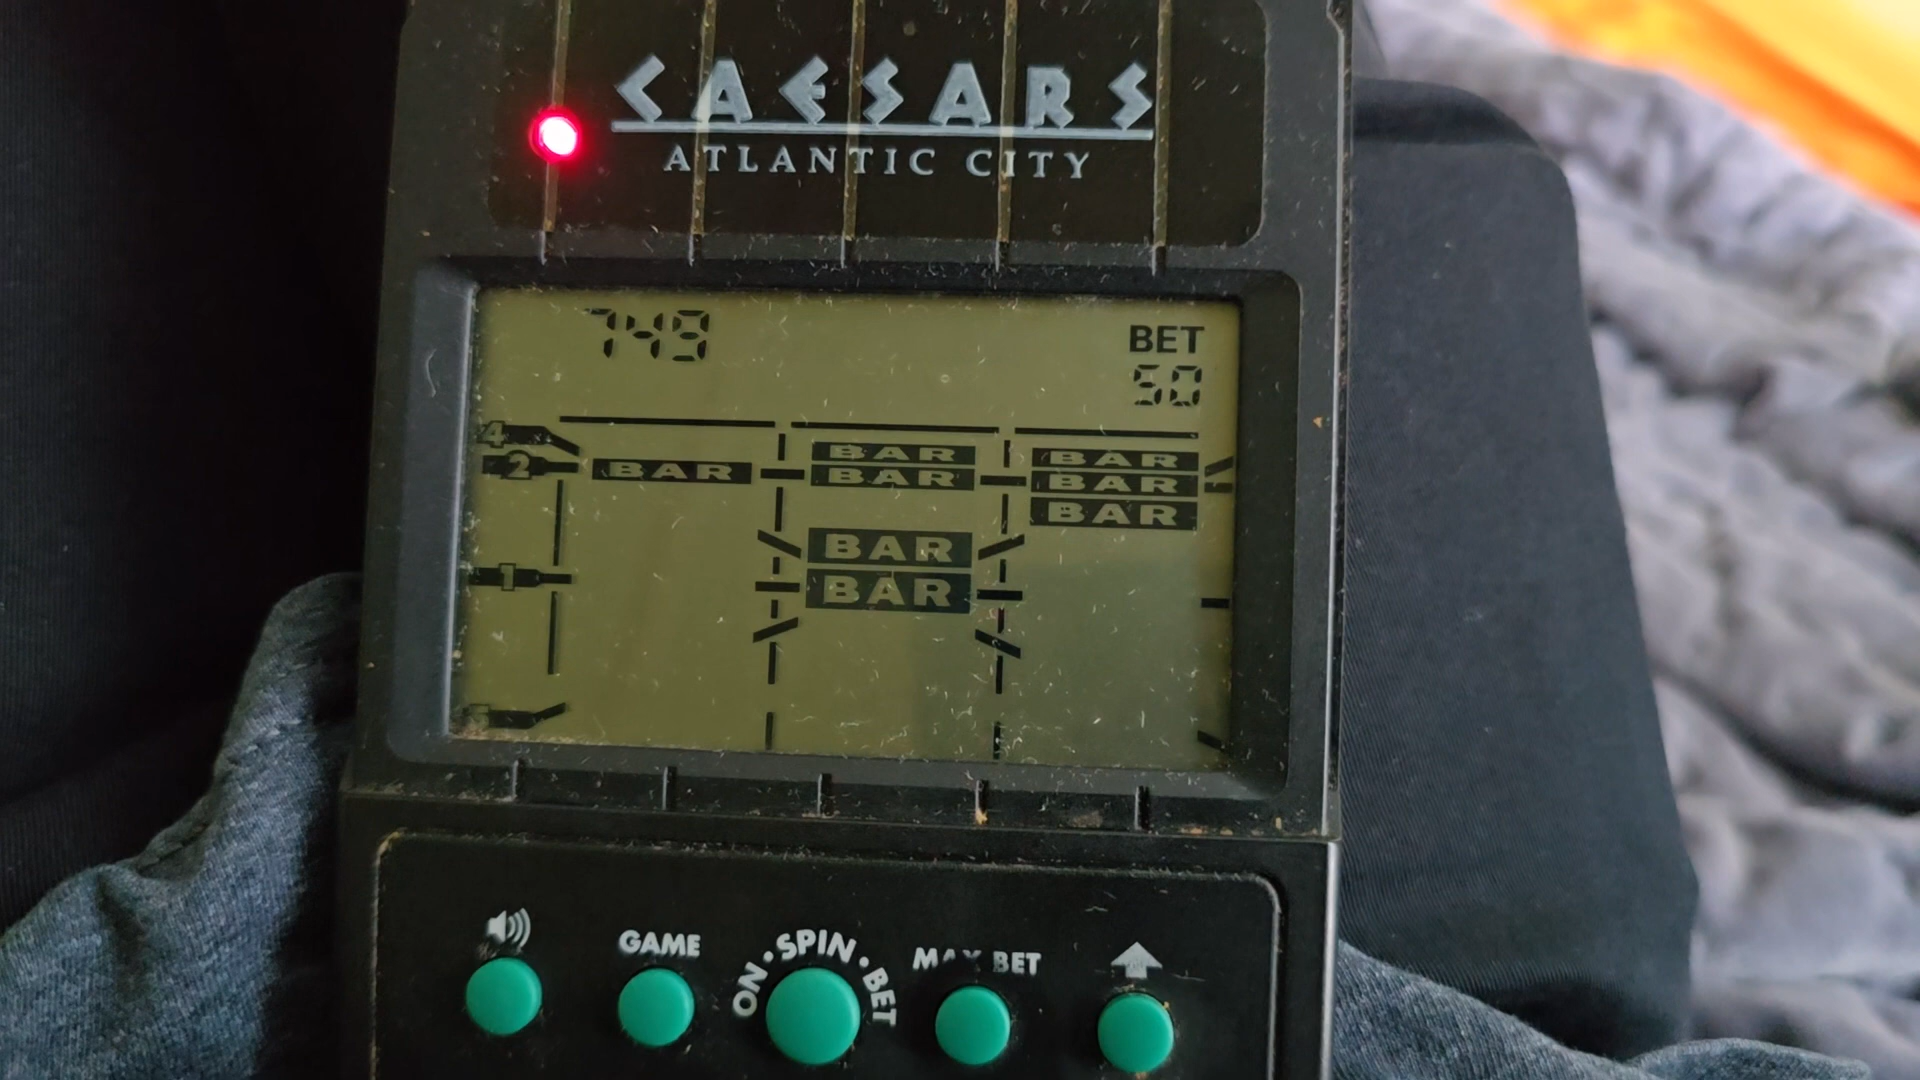 CAESARS
ATLANTIC CITY
749
BET
50
4
2
BAR
BAR
BAR
BAR
BAR
BAR
BAR
BAR
1
GAME
ON • SPIN • BET
MAX BET